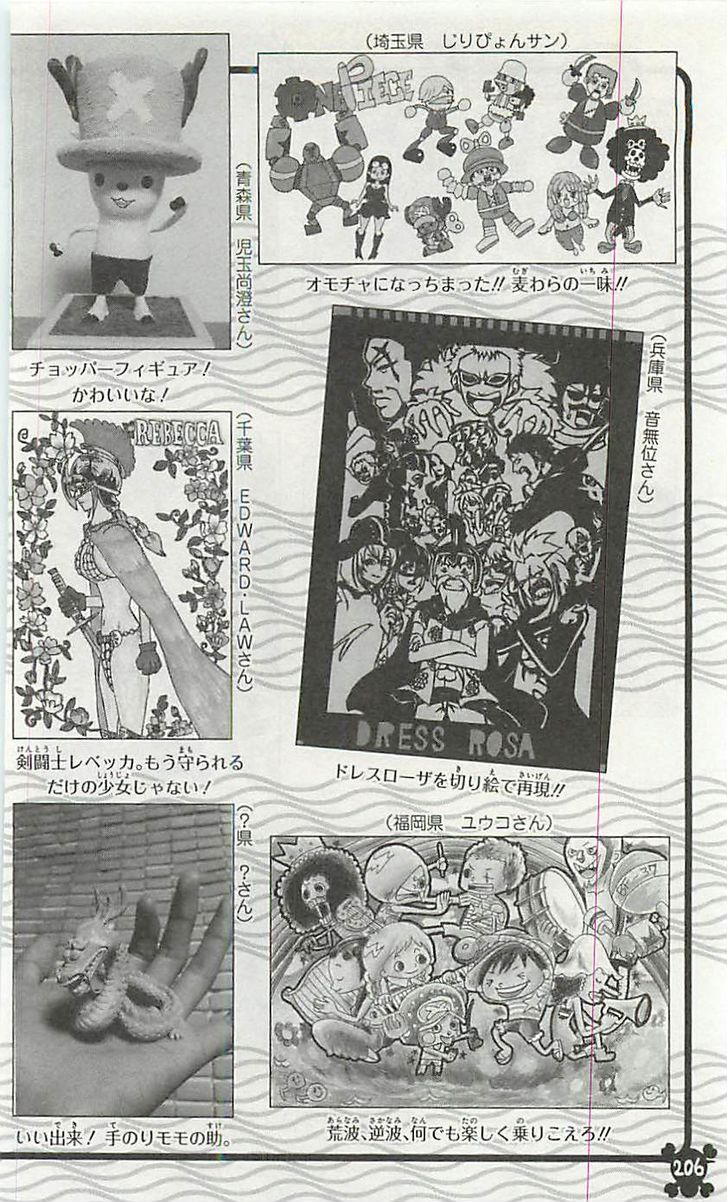 (埼玉県 じりぴょんサン)
ONE PIECE
オモチャになっちまった!! 麦わらの一味!!
(青森県 児玉尚澄さん)
チョッパーフィギュア!
かわいいな!
(兵庫県 音無位さん)
DRESS ROSA
ドレスローザを切り絵で再現!!
(千葉県 EDWARD・LAWさん)
REBECCA
剣闘士レベッカ。もう守られる
だけの少女じゃない!
(福岡県 ユウコさん)
37
荒波、逆波、何でも楽しく乗りこえろ!!
(?県 ?さん)
いい出来! 手のりモモの助。
206